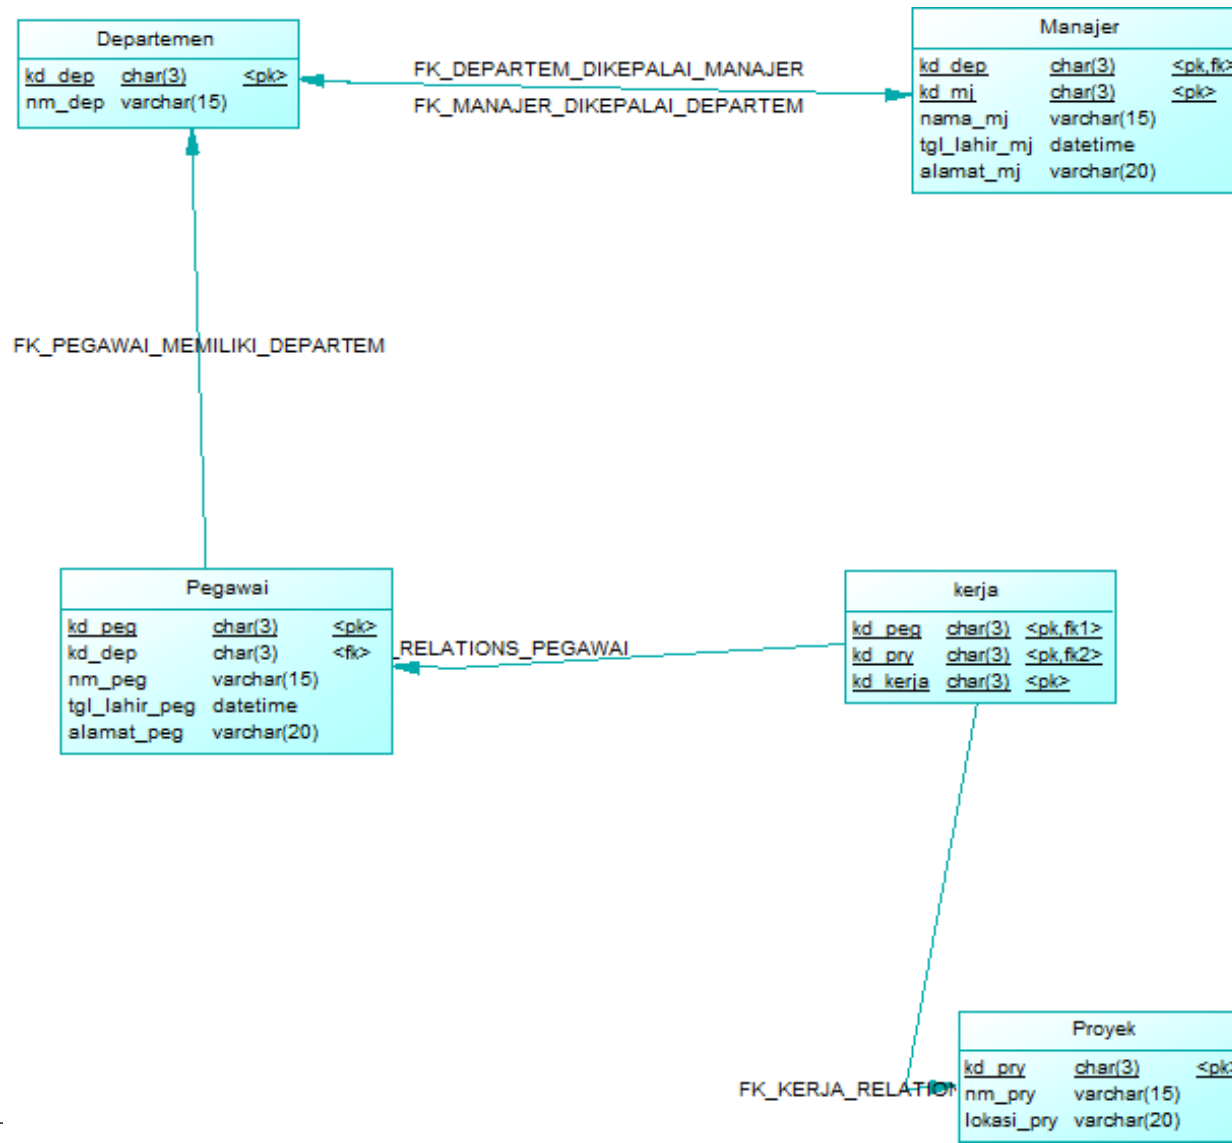 Departemen
kd_dep char(3) <pk>
nm_dep varchar(15)
FK_DEPARTEM_DIKEPALAI_MANAJER
FK_MANAJER_DIKEPALAI_DEPARTEM
Manajer
kd_dep char(3) <pk,fk>
kd_mj char(3) <pk>
nama_mj varchar(15)
tgl_lahir_mj datetime
alamat_mj varchar(20)
FK_PEGAWAI_MEMILIKI_DEPARTEM
Pegawai
kd_peg char(3) <pk>
kd_dep char(3) <fk>
nm_peg varchar(15)
tgl_lahir_peg datetime
alamat_peg varchar(20)
_RELATIONS_PEGAWAI
kerja
kd_peg char(3) <pk,fk1>
kd_pry char(3) <pk,fk2>
kd_kerja char(3) <pk>
FK_KERJA_RELATION
Proyek
kd_pry char(3) <pk>
nm_pry varchar(15)
lokasi_pry varchar(20)